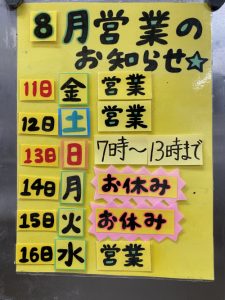 8月営業の
お知らせ☆
11日 金 営業
12日 土 営業
13日 日 7時〜13時まで
14日 月 お休み
15日 火 お休み
16日 水 営業